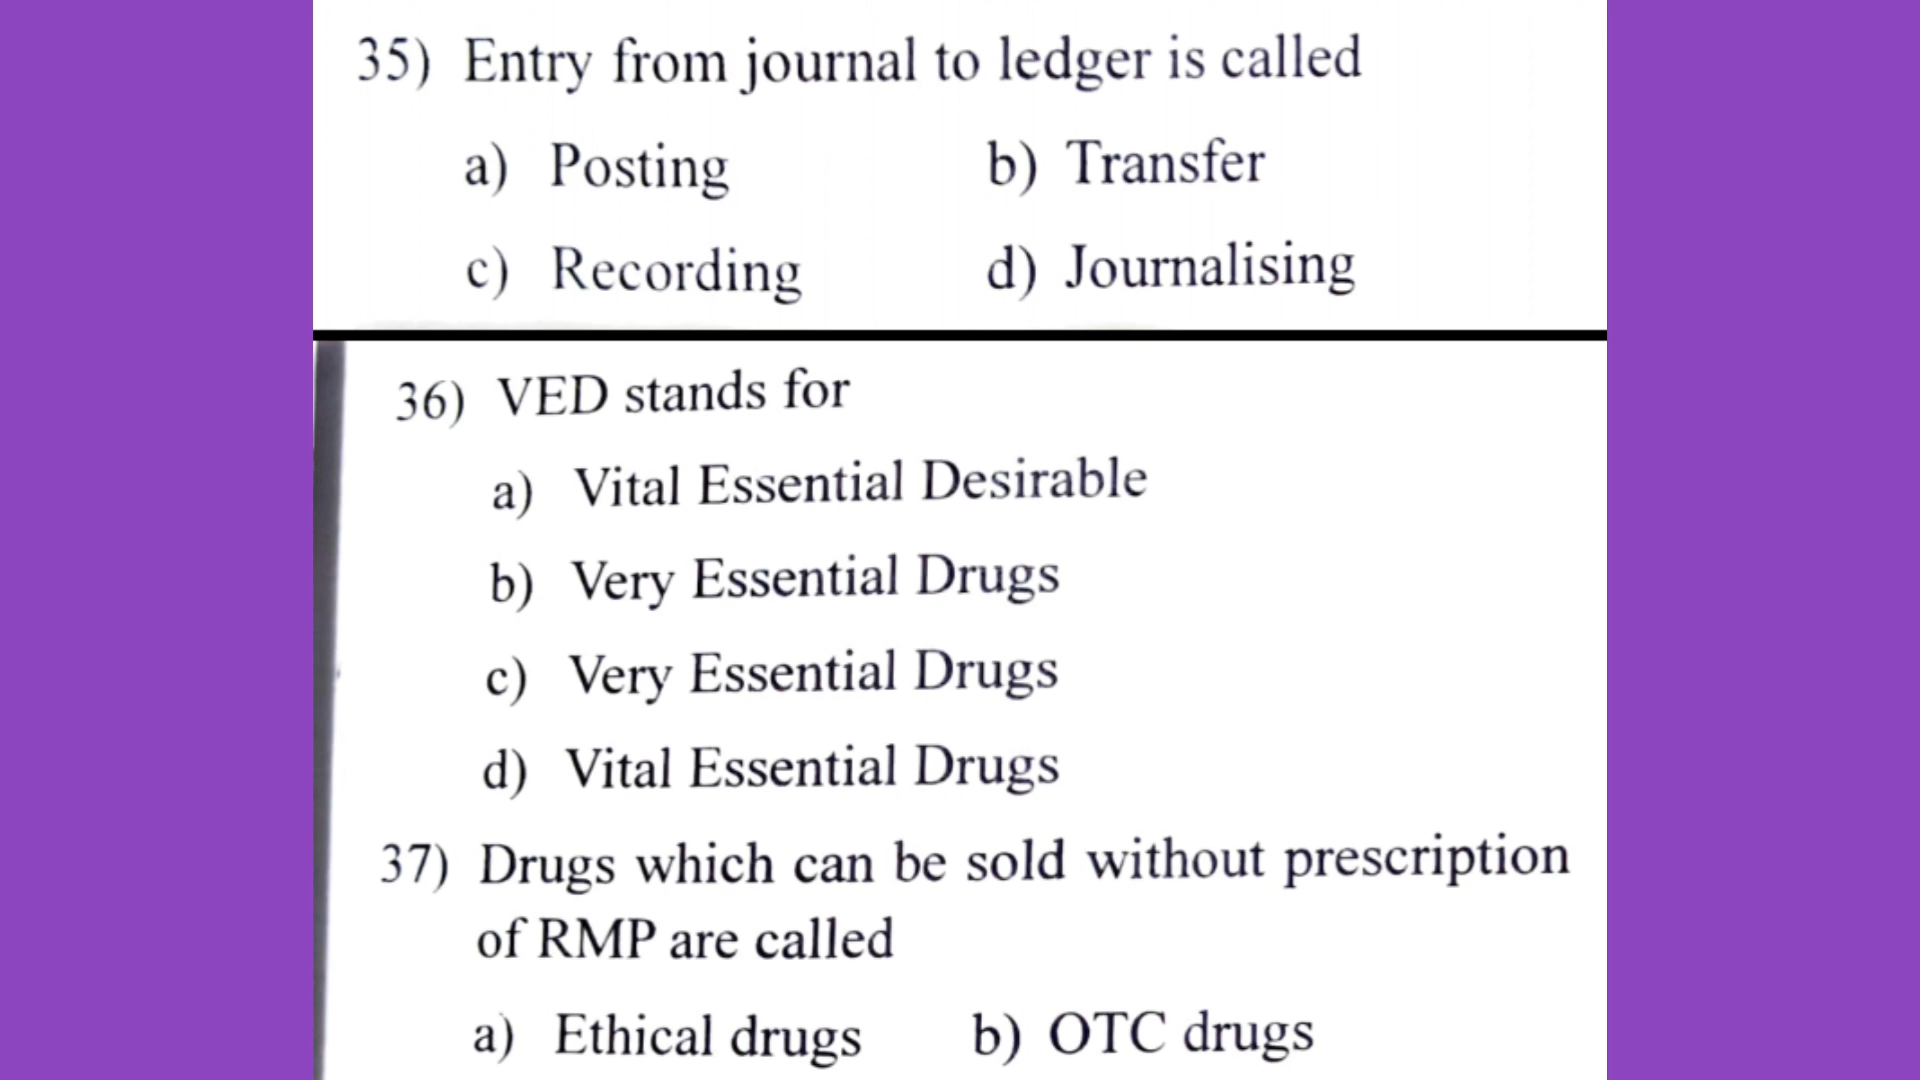 35) Entry from journal to ledger is called
a) Posting b) Transfer
c) Recording d) Journalising
36) VED stands for
a) Vital Essential Desirable
b) Very Essential Drugs
c) Very Essential Drugs
d) Vital Essential Drugs
37) Drugs which can be sold without prescription
of RMP are called
a) Ethical drugs b) OTC drugs